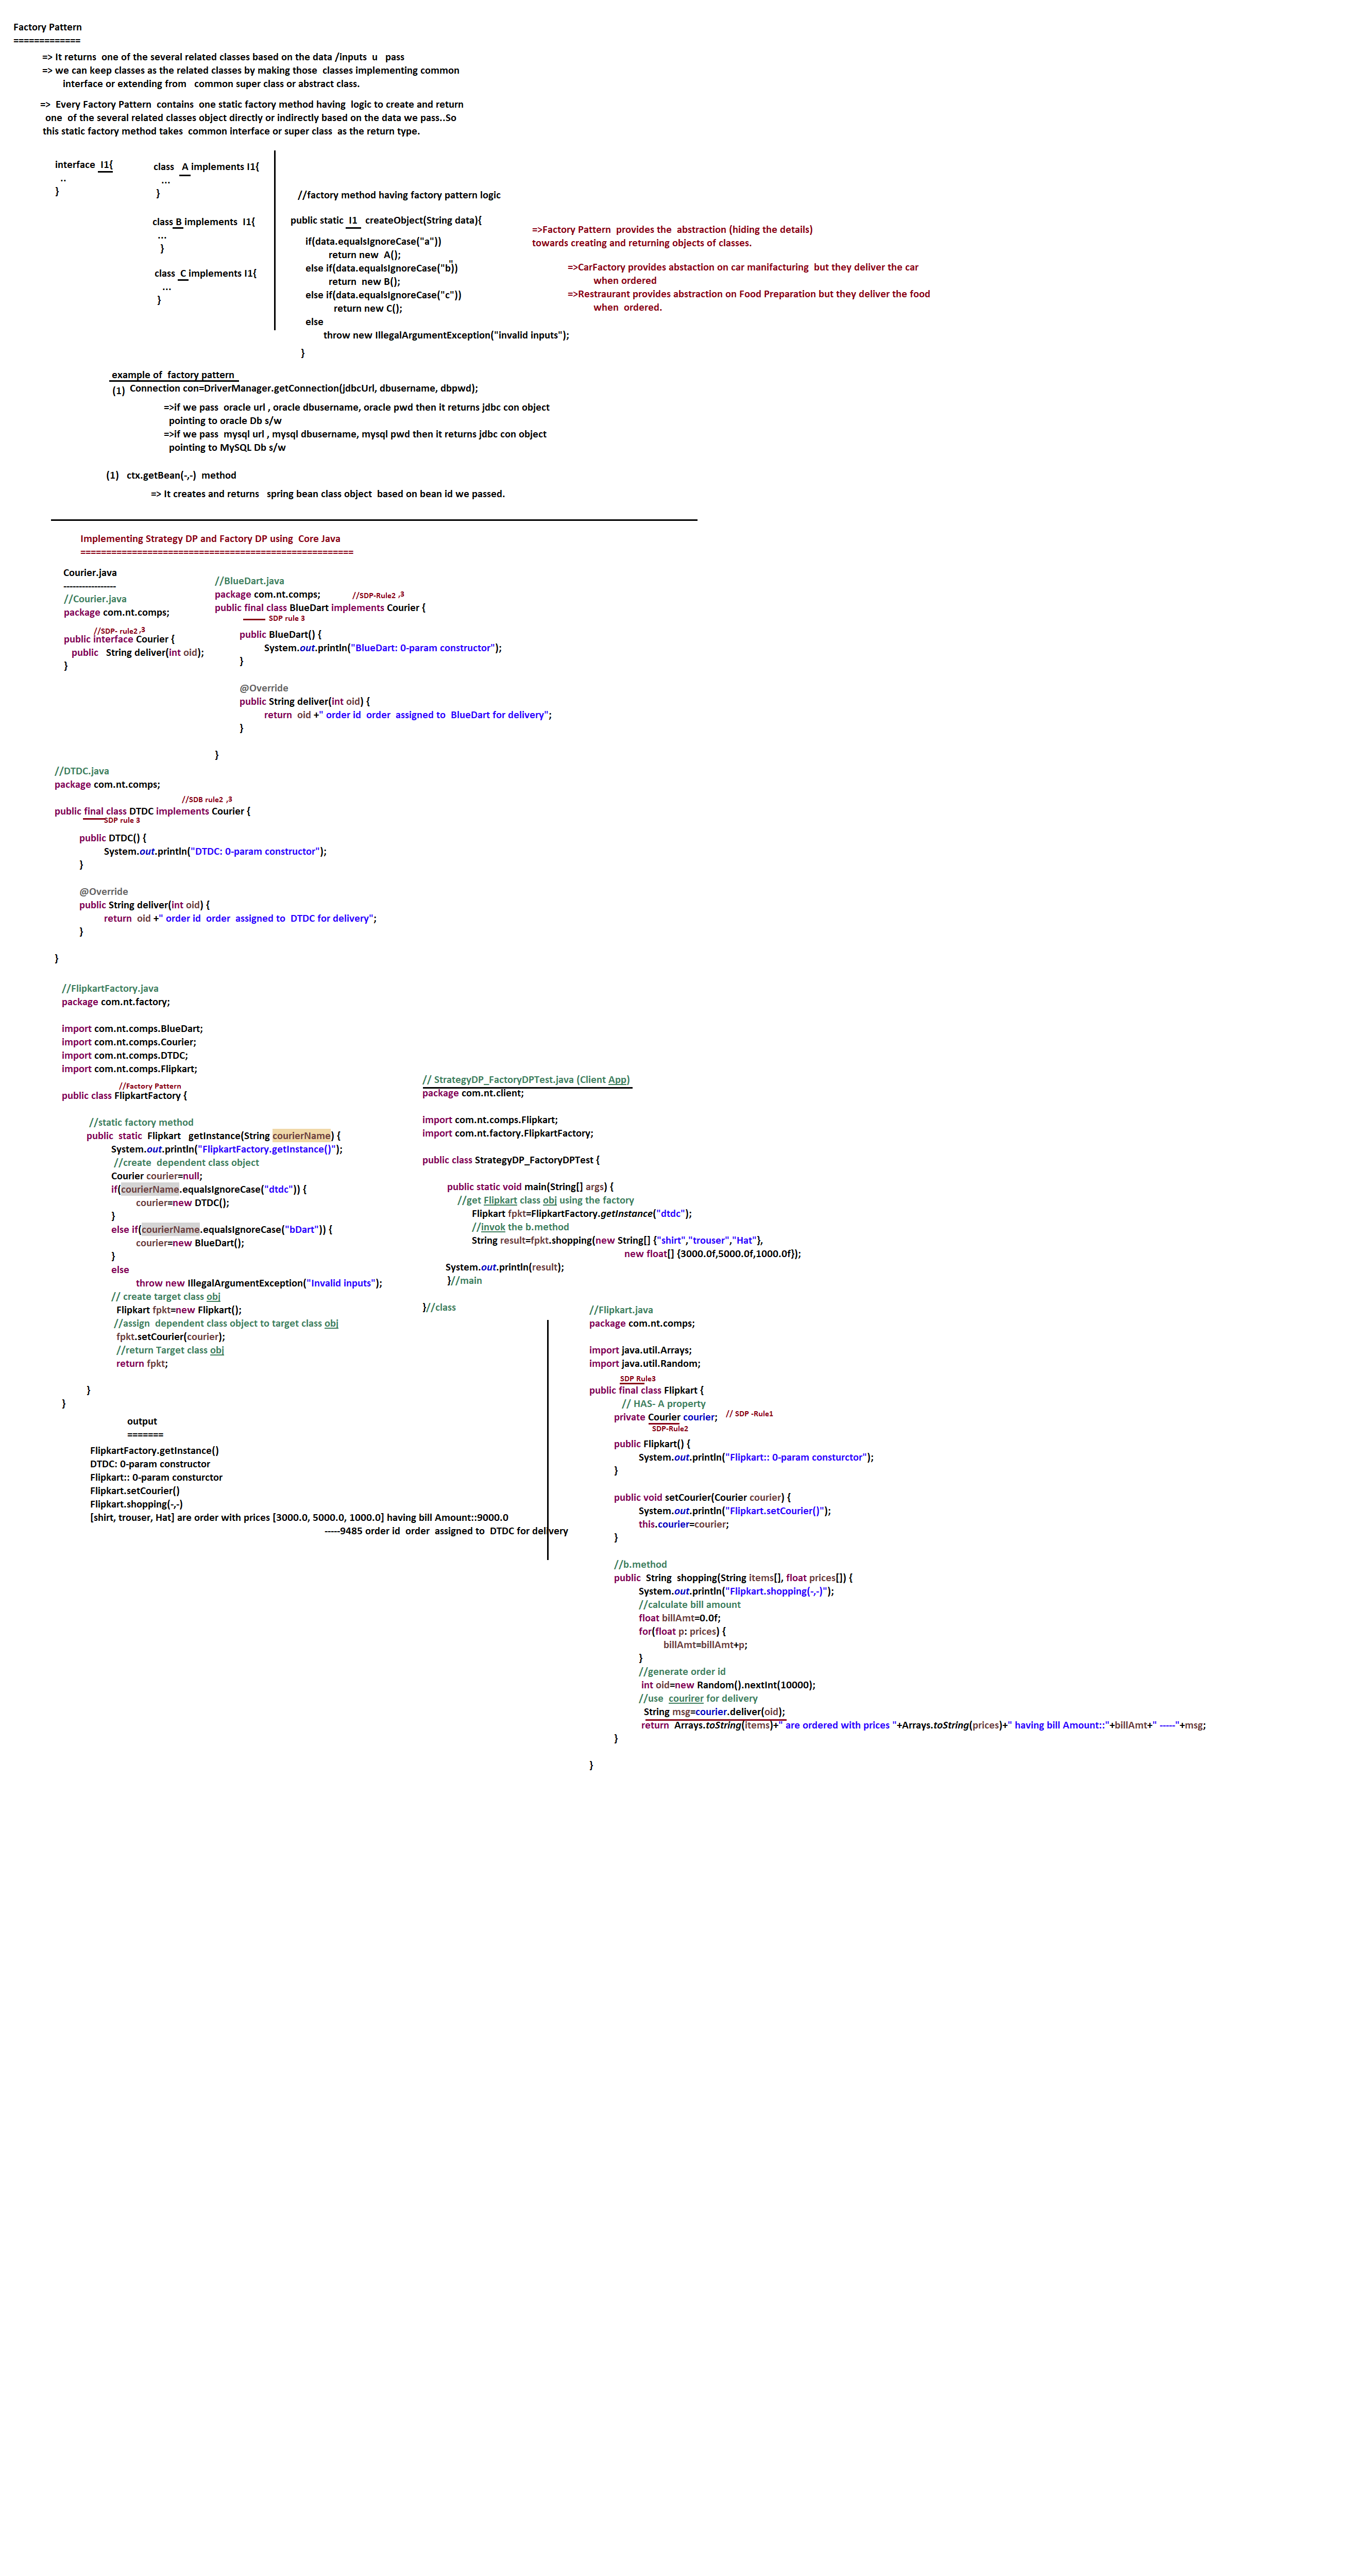 Factory Pattern
=============
=> It returns one of the several related classes based on the data /inputs u pass
=> we can keep classes as the related classes by making those classes implementing common
interface or extending from common super class or abstract class.
=> Every Factory Pattern contains one static factory method having logic to create and return
one of the several related classes object directly or indirectly based on the data we pass..So
this static factory method takes common interface or super class as the return type.
interface I1{
..
}
class A implements I1{
...
}
class B implements I1{
...
}
class C implements I1{
...
}
//factory method having factory pattern logic
public static I1 createObject(String data){
if(data.equalsIgnoreCase("a"))
return new A();
else if(data.equalsIgnoreCase("b"))
return new B();
else if(data.equalsIgnoreCase("c"))
return new C();
else
throw new IllegalArgumentException("invalid inputs");
}
=>Factory Pattern provides the abstraction (hiding the details)
towards creating and returning objects of classes.
=>CarFactory provides abstaction on car manifacturing but they deliver the car
when ordered
=>Restraurant provides abstraction on Food Preparation but they deliver the food
when ordered.
example of factory pattern
(1) Connection con=DriverManager.getConnection(jdbcUrl, dbusername, dbpwd);
=>if we pass oracle url , oracle dbusername, oracle pwd then it returns jdbc con object
pointing to oracle Db s/w
=>if we pass mysql url , mysql dbusername, mysql pwd then it returns jdbc con object
pointing to MySQL Db s/w
(1) ctx.getBean(-,-) method
=> It creates and returns spring bean class object based on bean id we passed.
Implementing Strategy DP and Factory DP using Core Java
=====================================================
Courier.java
-----------------
//Courier.java
package com.nt.comps;
//SDP- rule2 ,3
public interface Courier {
public String deliver(int oid);
}
//BlueDart.java
package com.nt.comps; //SDP-Rule2 ,3
public final class BlueDart implements Courier {
SDP rule 3
public BlueDart() {
System.out.println("BlueDart: 0-param constructor");
}
@Override
public String deliver(int oid) {
return oid +" order id order assigned to BlueDart for delivery";
}
}
//DTDC.java
package com.nt.comps;
//SDB rule2 ,3
public final class DTDC implements Courier {
SDP rule 3
public DTDC() {
System.out.println("DTDC: 0-param constructor");
}
@Override
public String deliver(int oid) {
return oid +" order id order assigned to DTDC for delivery";
}
}
//FlipkartFactory.java
package com.nt.factory;
import com.nt.comps.BlueDart;
import com.nt.comps.Courier;
import com.nt.comps.DTDC;
import com.nt.comps.Flipkart;
//Factory Pattern
public class FlipkartFactory {
//static factory method
public static Flipkart getInstance(String courierName) {
System.out.println("FlipkartFactory.getInstance()");
//create dependent class object
Courier courier=null;
if(courierName.equalsIgnoreCase("dtdc")) {
courier=new DTDC();
}
else if(courierName.equalsIgnoreCase("bDart")) {
courier=new BlueDart();
}
else
throw new IllegalArgumentException("Invalid inputs");
// create target class obj
Flipkart fpkt=new Flipkart();
//assign dependent class object to target class obj
fpkt.setCourier(courier);
//return Target class obj
return fpkt;
}
}
// StrategyDP_FactoryDPTest.java (Client App)
package com.nt.client;
import com.nt.comps.Flipkart;
import com.nt.factory.FlipkartFactory;
public class StrategyDP_FactoryDPTest {
public static void main(String[] args) {
//get Flipkart class obj using the factory
Flipkart fpkt=FlipkartFactory.getInstance("dtdc");
//invok the b.method
String result=fpkt.shopping(new String[] {"shirt","trouser","Hat"},
new float[] {3000.0f,5000.0f,1000.0f});
System.out.println(result);
}//main
}//class
output
=======
FlipkartFactory.getInstance()
DTDC: 0-param constructor
Flipkart:: 0-param consturctor
Flipkart.setCourier()
Flipkart.shopping(-,-)
[shirt, trouser, Hat] are order with prices [3000.0, 5000.0, 1000.0] having bill Amount::9000.0
-----9485 order id order assigned to DTDC for delivery
//Flipkart.java
package com.nt.comps;
import java.util.Arrays;
import java.util.Random;
SDP Rule3
public final class Flipkart {
// HAS- A property
private Courier courier; // SDP -Rule1
SDP-Rule2
public Flipkart() {
System.out.println("Flipkart:: 0-param consturctor");
}
public void setCourier(Courier courier) {
System.out.println("Flipkart.setCourier()");
this.courier=courier;
}
//b.method
public String shopping(String items[], float prices[]) {
System.out.println("Flipkart.shopping(-,-)");
//calculate bill amount
float billAmt=0.0f;
for(float p: prices) {
billAmt=billAmt+p;
}
//generate order id
int oid=new Random().nextInt(10000);
//use courirer for delivery
String msg=courier.deliver(oid);
return Arrays.toString(items)+" are ordered with prices "+Arrays.toString(prices)+" having bill Amount::"+billAmt+" -----"+msg;
}
}